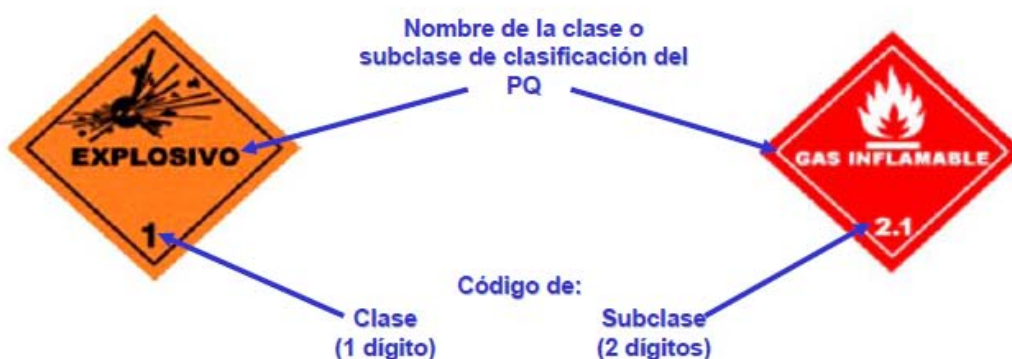 Nombre de la clase o
subclase de clasificación del
PQ
EXPLOSIVO
1
GAS INFLAMABLE
2.1
Código de:
Clase
(1 dígito)
Subclase
(2 dígitos)